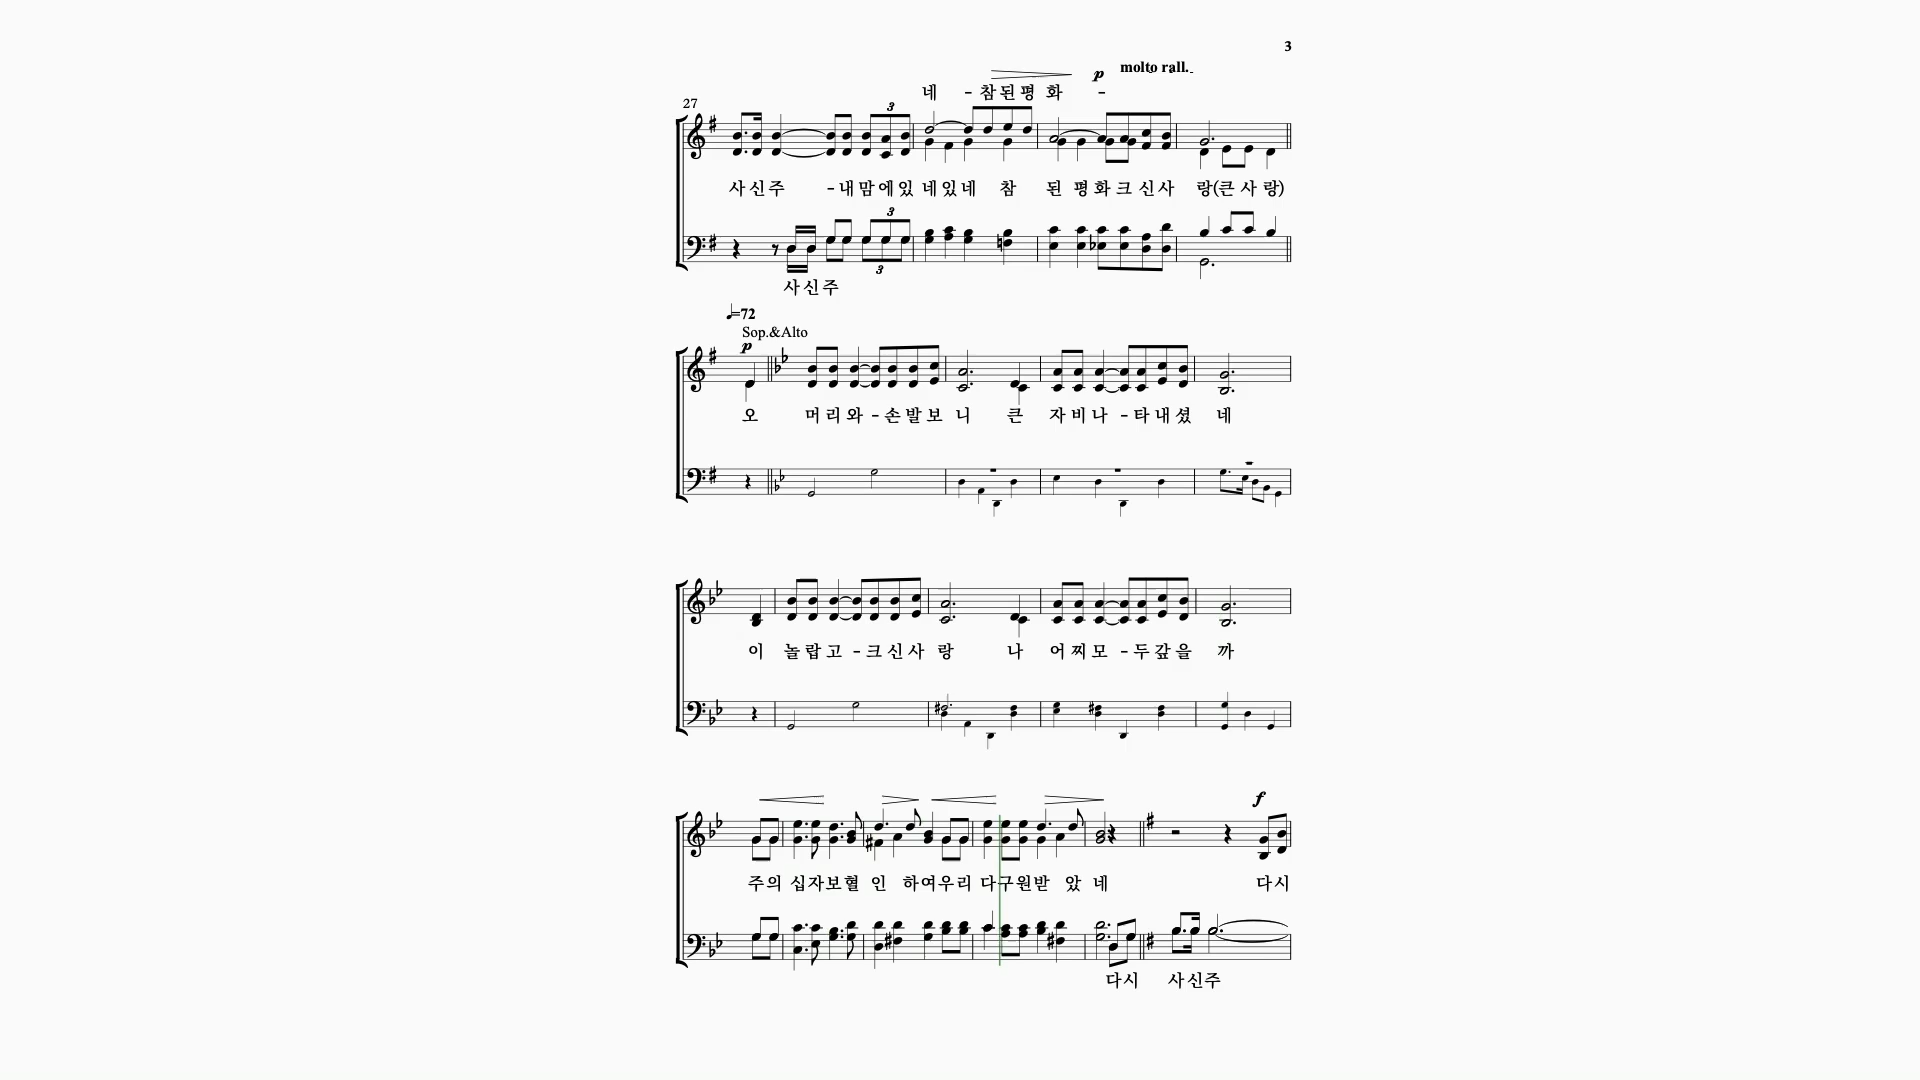 3
molto rall.
p
네 - 참 된 평 화 -
27
3
사 신 주 - 내 맘 에 있 네 있 네 참 된 평 화 크 신 사 랑(큰 사 랑)
3
3
사 신 주
♩=72
Sop.&Alto
p
오 머 리 와 - 손 발 보 니 큰 자 비 나 - 타 내 셨 네
이 놀 랍 고 - 크 신 사 랑 나 어 찌 모 - 두 갚 을 까
f
주의 십자보혈 인 하여우리 다구원받 았 네 다시
다시 사신주